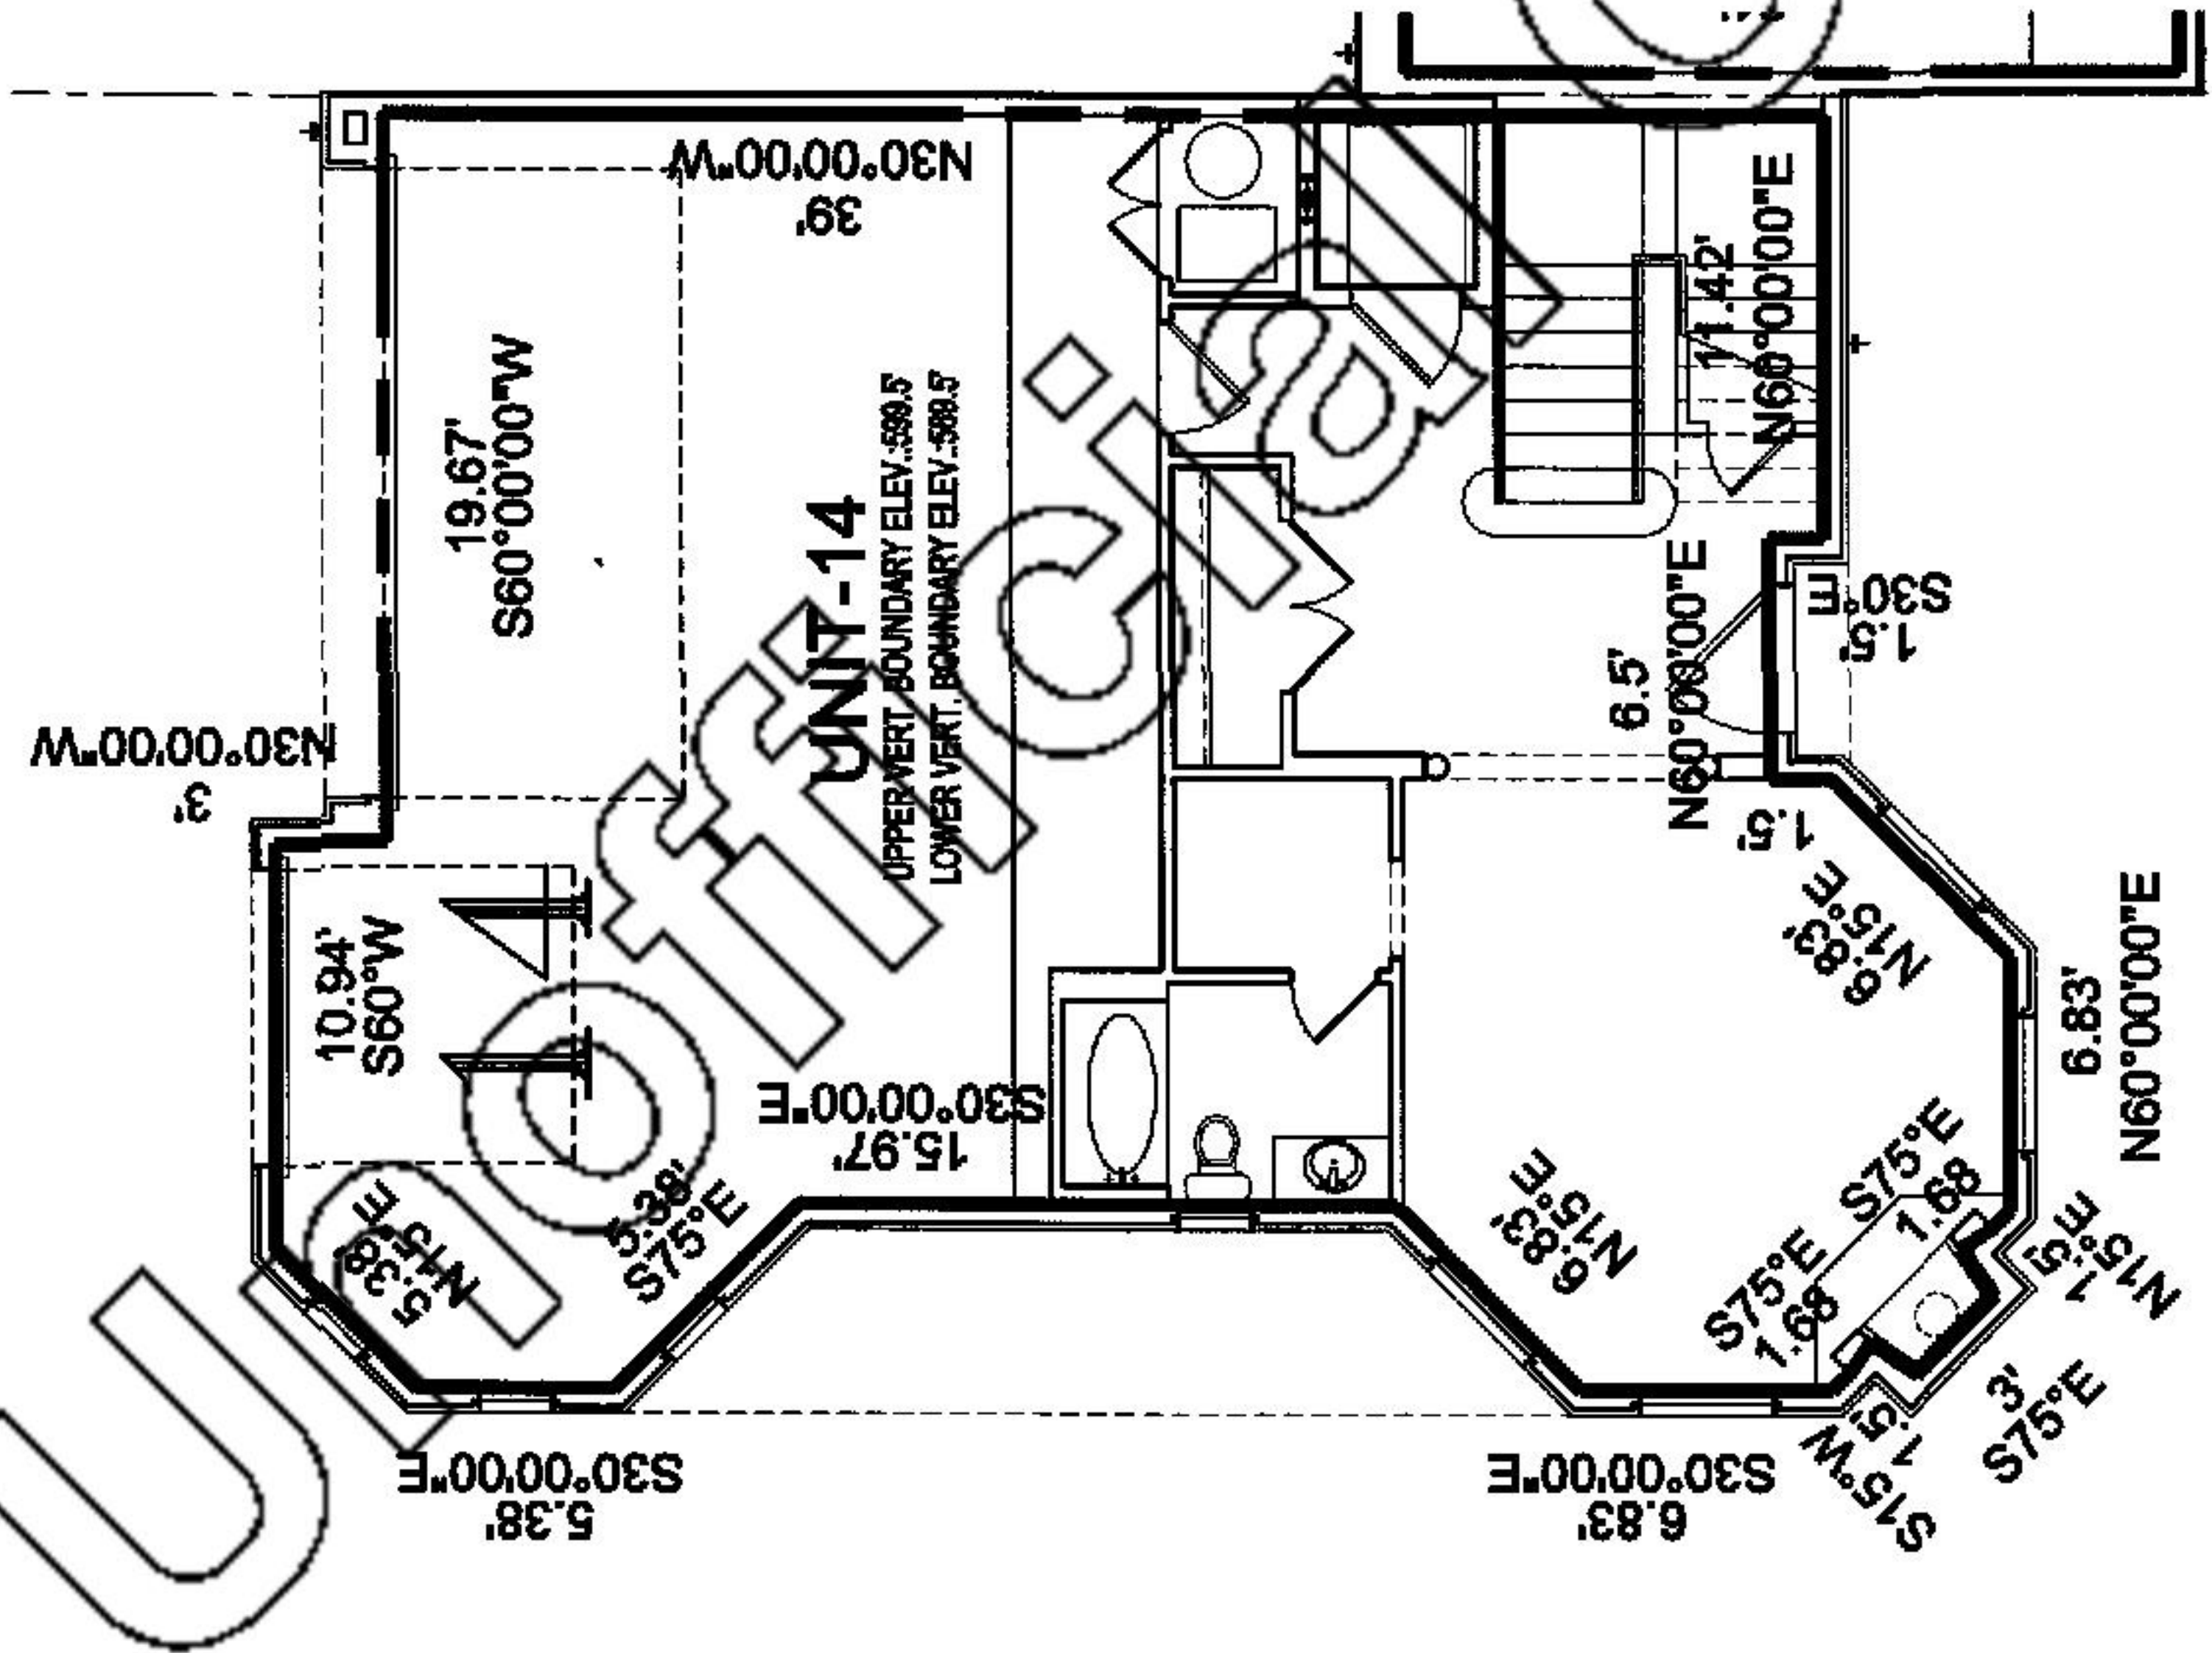 N30°00'00"W
39'
19.67'
S60°00'00"W
11.42'
N60°00'00"E
UNIT-14
UPPER VERT. BOUNDARY ELEV.:599.5'
LOWER VERT. BOUNDARY ELEV.:589.5'
S30°E
1.5'
6.5'
N60°00'00"E
N30°00'00"W
3'
1.5'
6.83'
N15°E
10.94'
S60°W
6.83'
N60°00'00"E
S30°00'00"E
15.97'
5.38'
N15°E
5.38'
S75°E
6.83'
N15°E
S75°E
1.68
S75°E
1.68
1.5'
N15°E
3'
S75°E
1.5'
S15°W
S30°00'00"E
5.38'
S30°00'00"E
6.83'
Unofficial